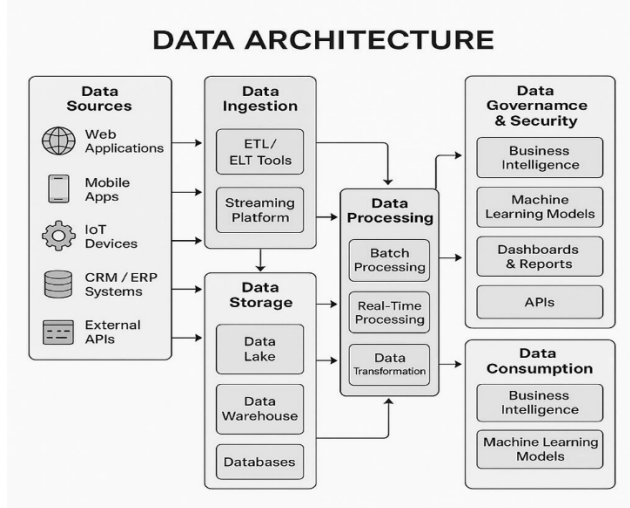 DATA ARCHITECTURE
Data
Sources
Web
Applications
Mobile
Apps
IoT
Devices
CRM / ERP
Systems
External
APIs
Data
Ingestion
ETL/
ELT Tools
Streaming
Platform
Data
Storage
Data
Lake
Data
Warehouse
Databases
Data
Processing
Batch
Processing
Real-Time
Processing
Data
Transformation
Data
Governamce
& Security
Business
Intelligence
Machine
Learning Models
Dashboards
& Reports
APIs
Data
Consumption
Business
Intelligence
Machine Learning
Models